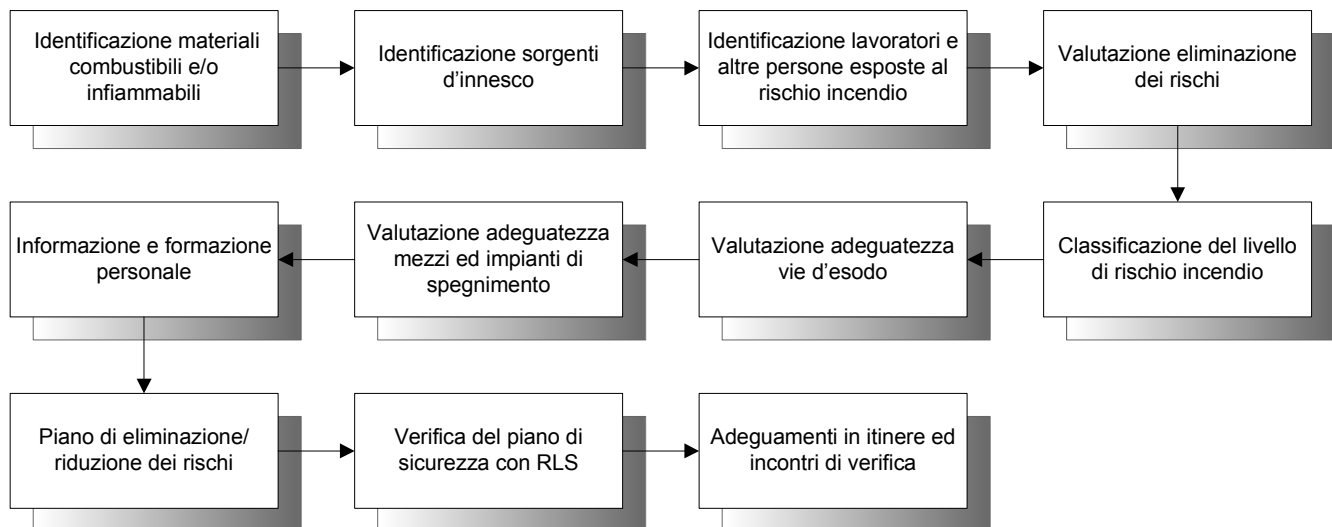 Identificazione materiali
combustibili e/o
infiammabili
Identificazione sorgenti
d'innesco
Identificazione lavoratori e
altre persone esposte al
rischio incendio
Valutazione eliminazione
dei rischi
Classificazione del livello
di rischio incendio
Valutazione adeguatezza
vie d'esodo
Valutazione adeguatezza
mezzi ed impianti di
spegnimento
Informazione e formazione
personale
Piano di eliminazione/
riduzione dei rischi
Verifica del piano di
sicurezza con RLS
Adeguamenti in itinere ed
incontri di verifica